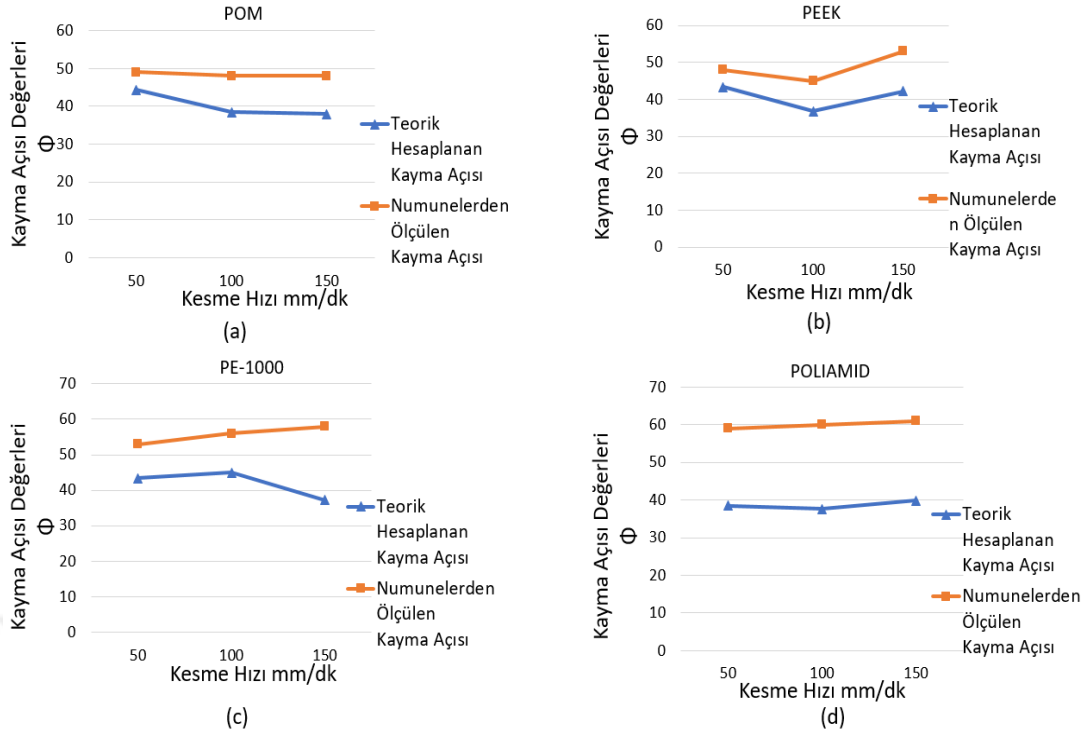 POM
Kayma Açısı Değerleri
Φ
60
50
40
30
20
10
0
50 100 150
Kesme Hızı mm/dk
Teorik
Hesaplanan
Kayma Açısı
Numunelerden
Ölçülen
Kayma Açısı
(a)
PEEK
Kayma Açısı Değerleri
Φ
60
50
40
30
20
10
0
50 100 150
Kesme Hızı mm/dk
Teorik
Hesaplanan
Kayma Açısı
Numunelerde
n Ölçülen
Kayma Açısı
(b)
PE-1000
Kayma Açısı Değerleri
Φ
70
60
50
40
30
20
10
0
50 100 150
Kesme Hızı mm/dk
Teorik
Hesaplanan
Kayma Açısı
Numunelerden
Ölçülen
Kayma Açısı
(c)
POLIAMID
Kayma Açısı Değerleri
Φ
70
60
50
40
30
20
10
0
50 100 150
Kesme Hızı mm/dk
Teorik
Hesaplanan
Kayma Açısı
Numunelerden
Ölçülen
Kayma Açısı
(d)